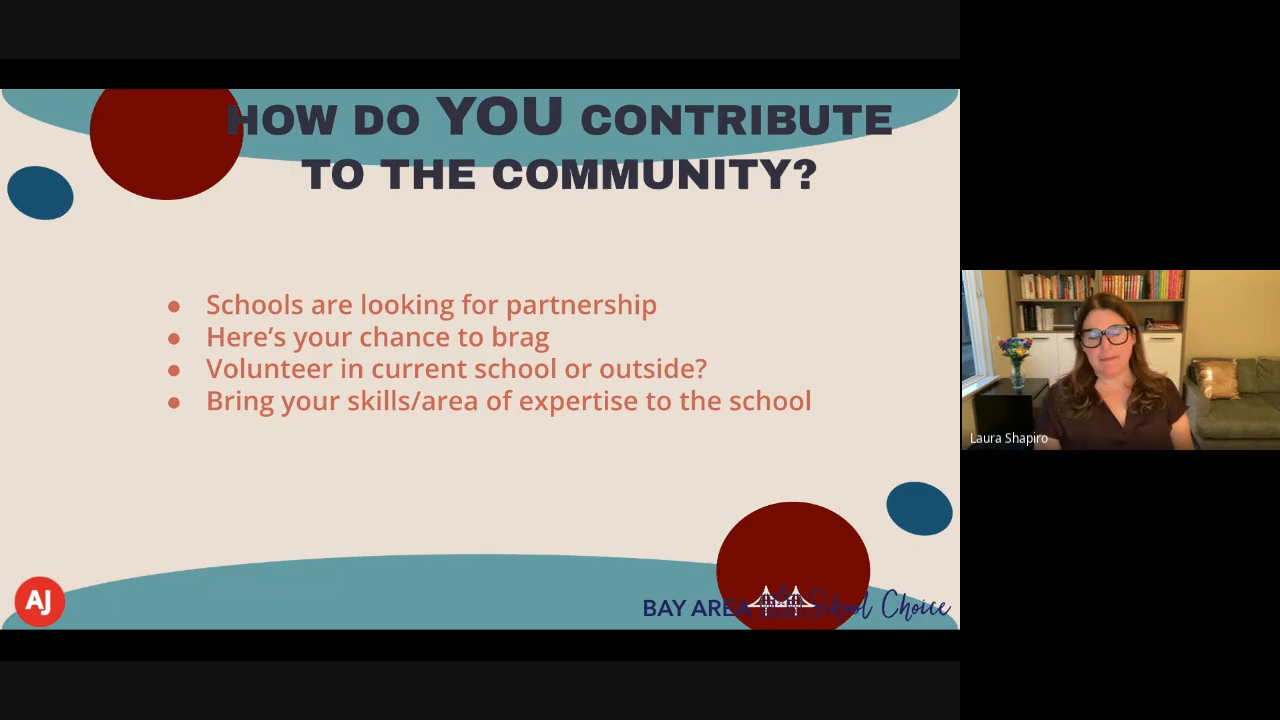 HOW DO YOU CONTRIBUTE
TO THE COMMUNITY?
● Schools are looking for partnership
● Here's your chance to brag
● Volunteer in current school or outside?
● Bring your skills/area of expertise to the school
Laura Shapiro
AJ
BAY AREA School Choice